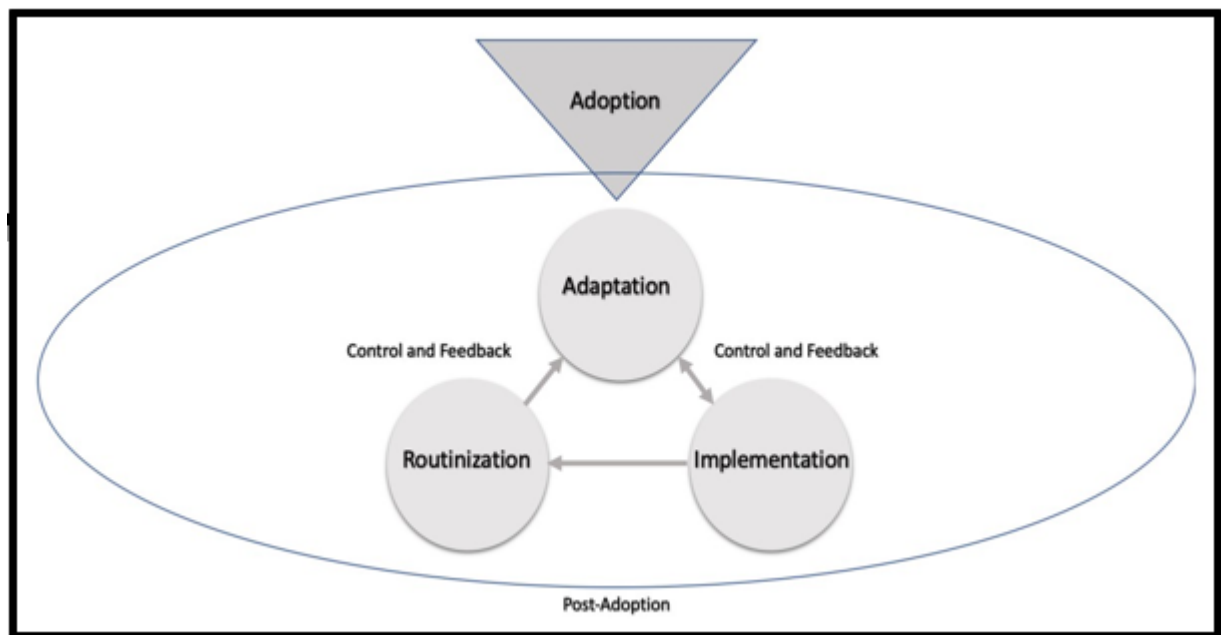 Adoption
Adaptation
Control and Feedback
Control and Feedback
Routinization
Implementation
Post-Adoption